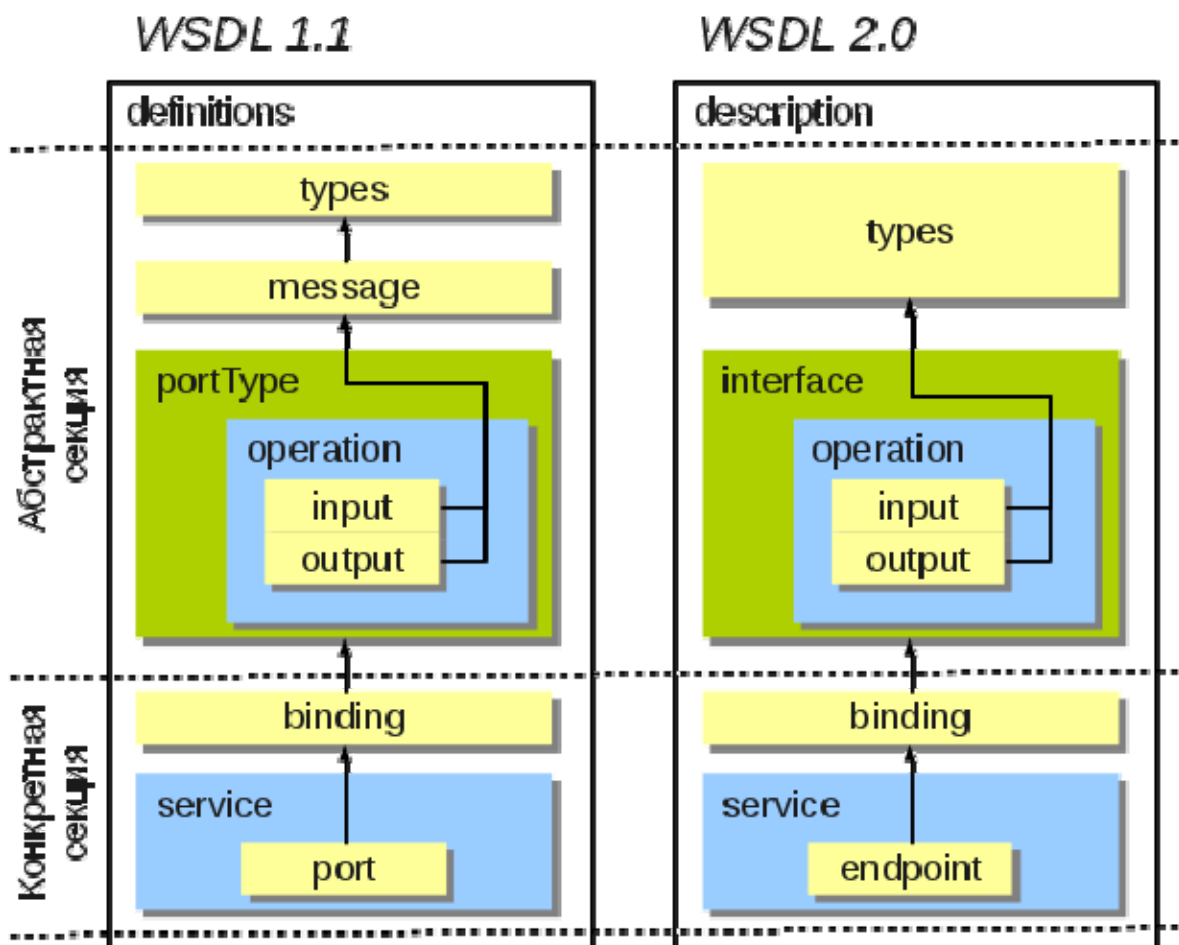 WSDL 1.1
WSDL 2.0
definitions
description
Абстрактная
секция
types
message
portType
operation
input
output
types
interface
operation
input
output
Конкретная
секция
binding
service
port
binding
service
endpoint